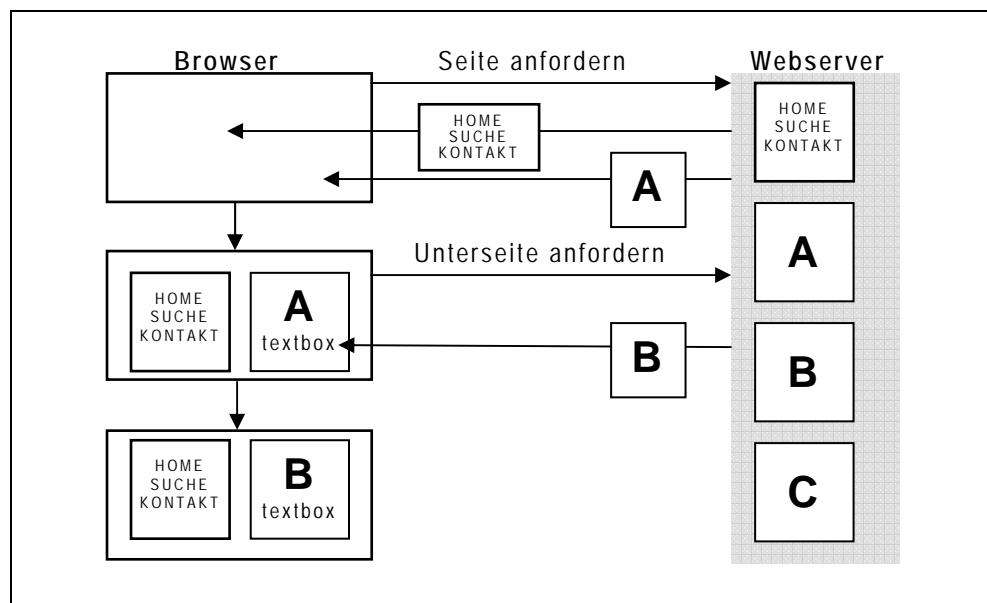 Browser
Seite anfordern
Webserver
HOME
SUCHE
KONTAKT
HOME
SUCHE
KONTAKT
A
A
Unterseite anfordern
HOME
SUCHE
KONTAKT
A
textbox
B
B
HOME
SUCHE
KONTAKT
B
textbox
C